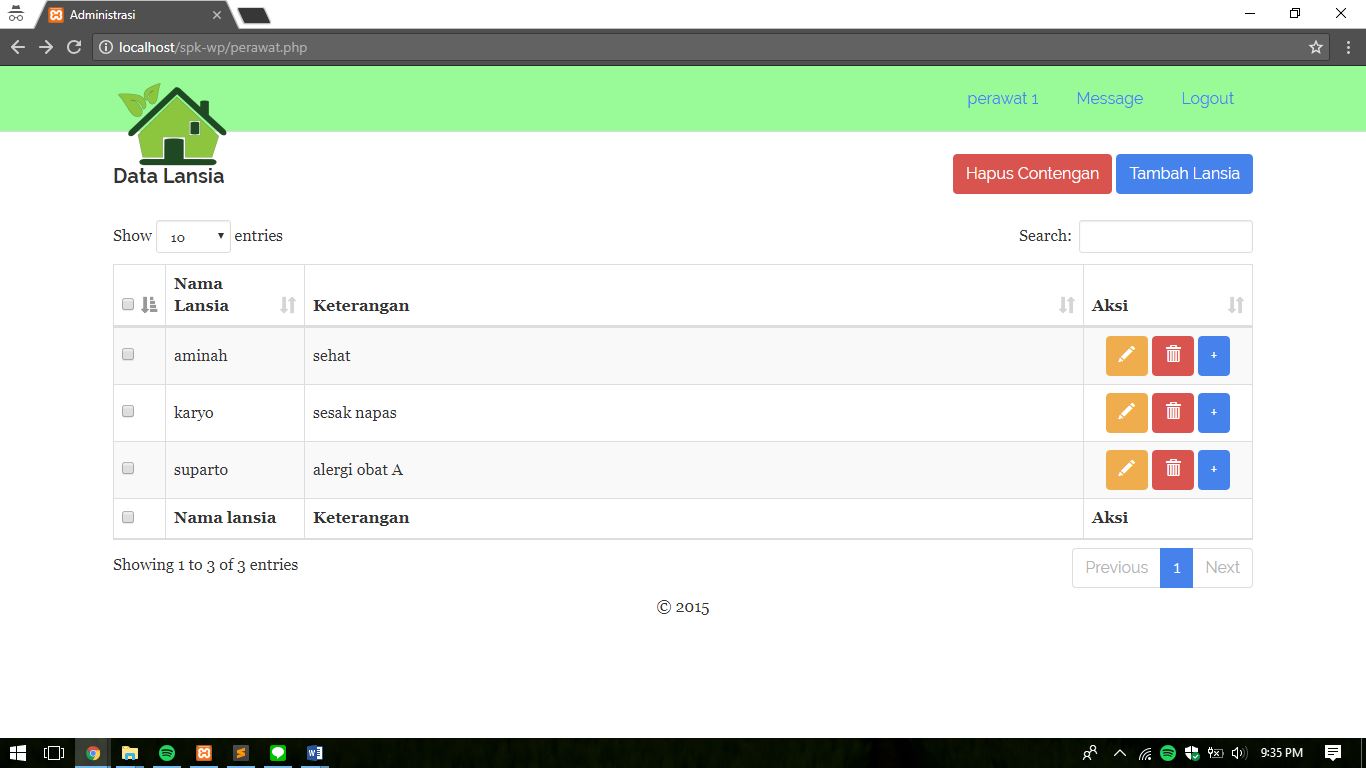 Administrasi
localhost/spk-wp/perawat.php
perawat 1 Message Logout
Data Lansia
Hapus Contengan Tambah Lansia
Show 10 entries Search:
Nama Lansia Keterangan Aksi
aminah sehat +
karyo sesak napas +
suparto alergi obat A +
Nama lansia Keterangan Aksi
Showing 1 to 3 of 3 entries Previous 1 Next
© 2015
9:35 PM